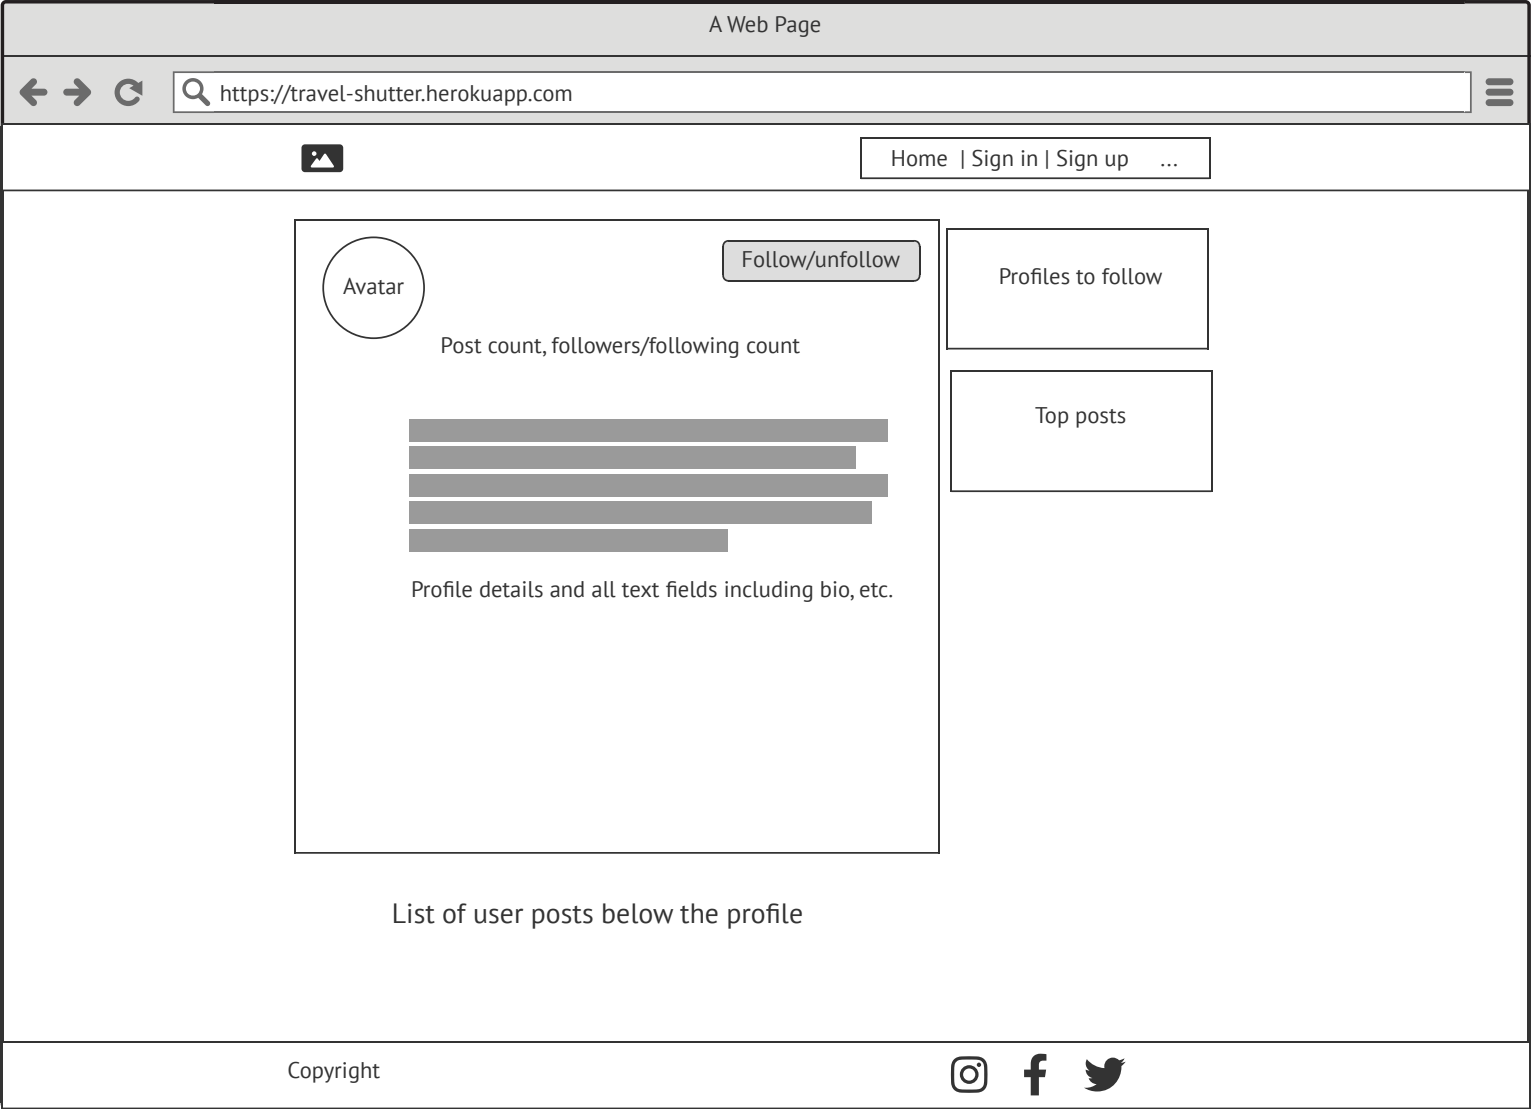 A Web Page
https://travel-shutter.herokuapp.com
Home | Sign in | Sign up ...
Avatar
Follow/unfollow
Post count, followers/following count
Profile details and all text fields including bio, etc.
Profiles to follow
Top posts
List of user posts below the profile
Copyright